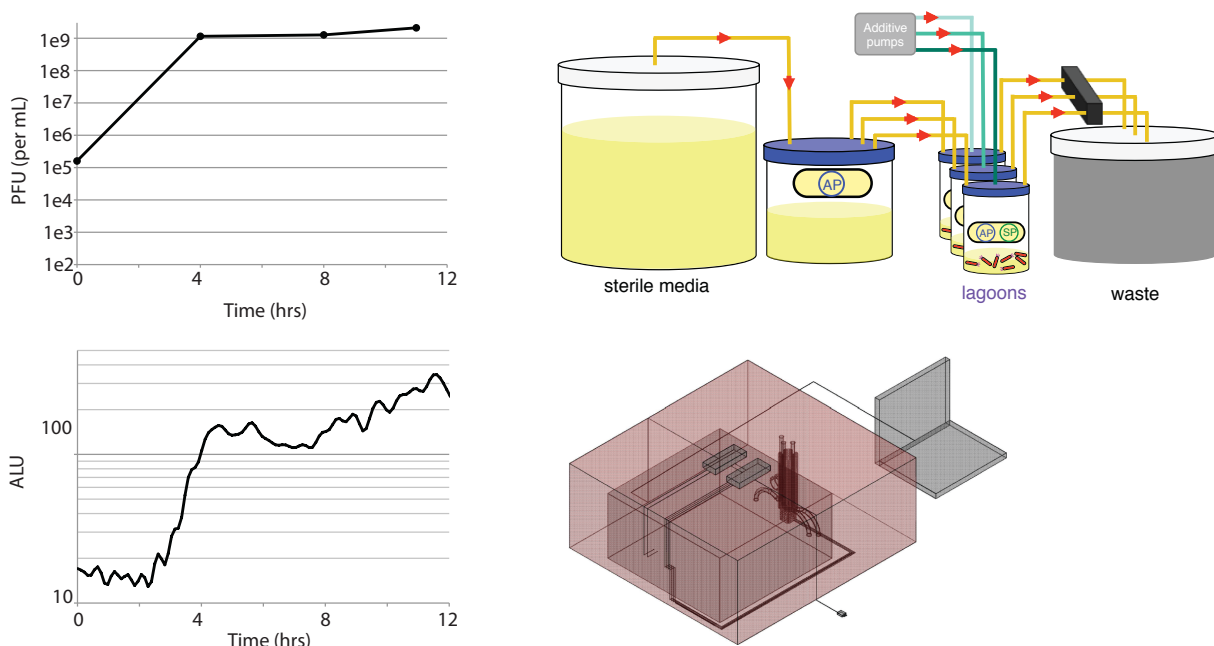 1e9
1e8
1e7
1e6
1e5
1e4
1e3
1e2
PFU (per mL)
0
4
8
12
Time (hrs)
Additive
pumps
AP
AP
SP
sterile media
lagoons
waste
100
10
ALU
0
4
8
12
Time (hrs)